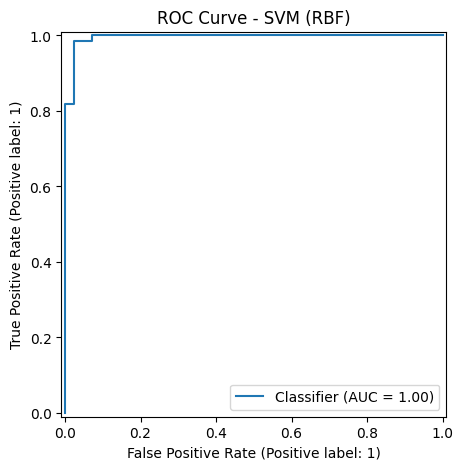 ROC Curve - SVM (RBF)
True Positive Rate (Positive label: 1)
1.0
0.8
0.6
0.4
0.2
0.0
Classifier (AUC = 1.00)
0.0 0.2 0.4 0.6 0.8 1.0
False Positive Rate (Positive label: 1)